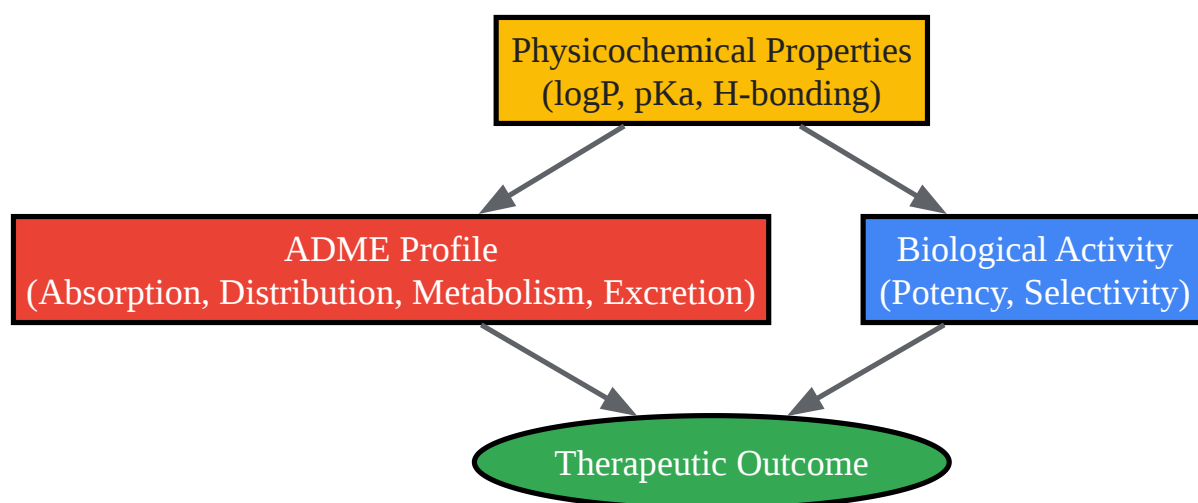 Physicochemical Properties
(logP, pKa, H-bonding)
ADME Profile
(Absorption, Distribution, Metabolism, Excretion)
Biological Activity
(Potency, Selectivity)
Therapeutic Outcome